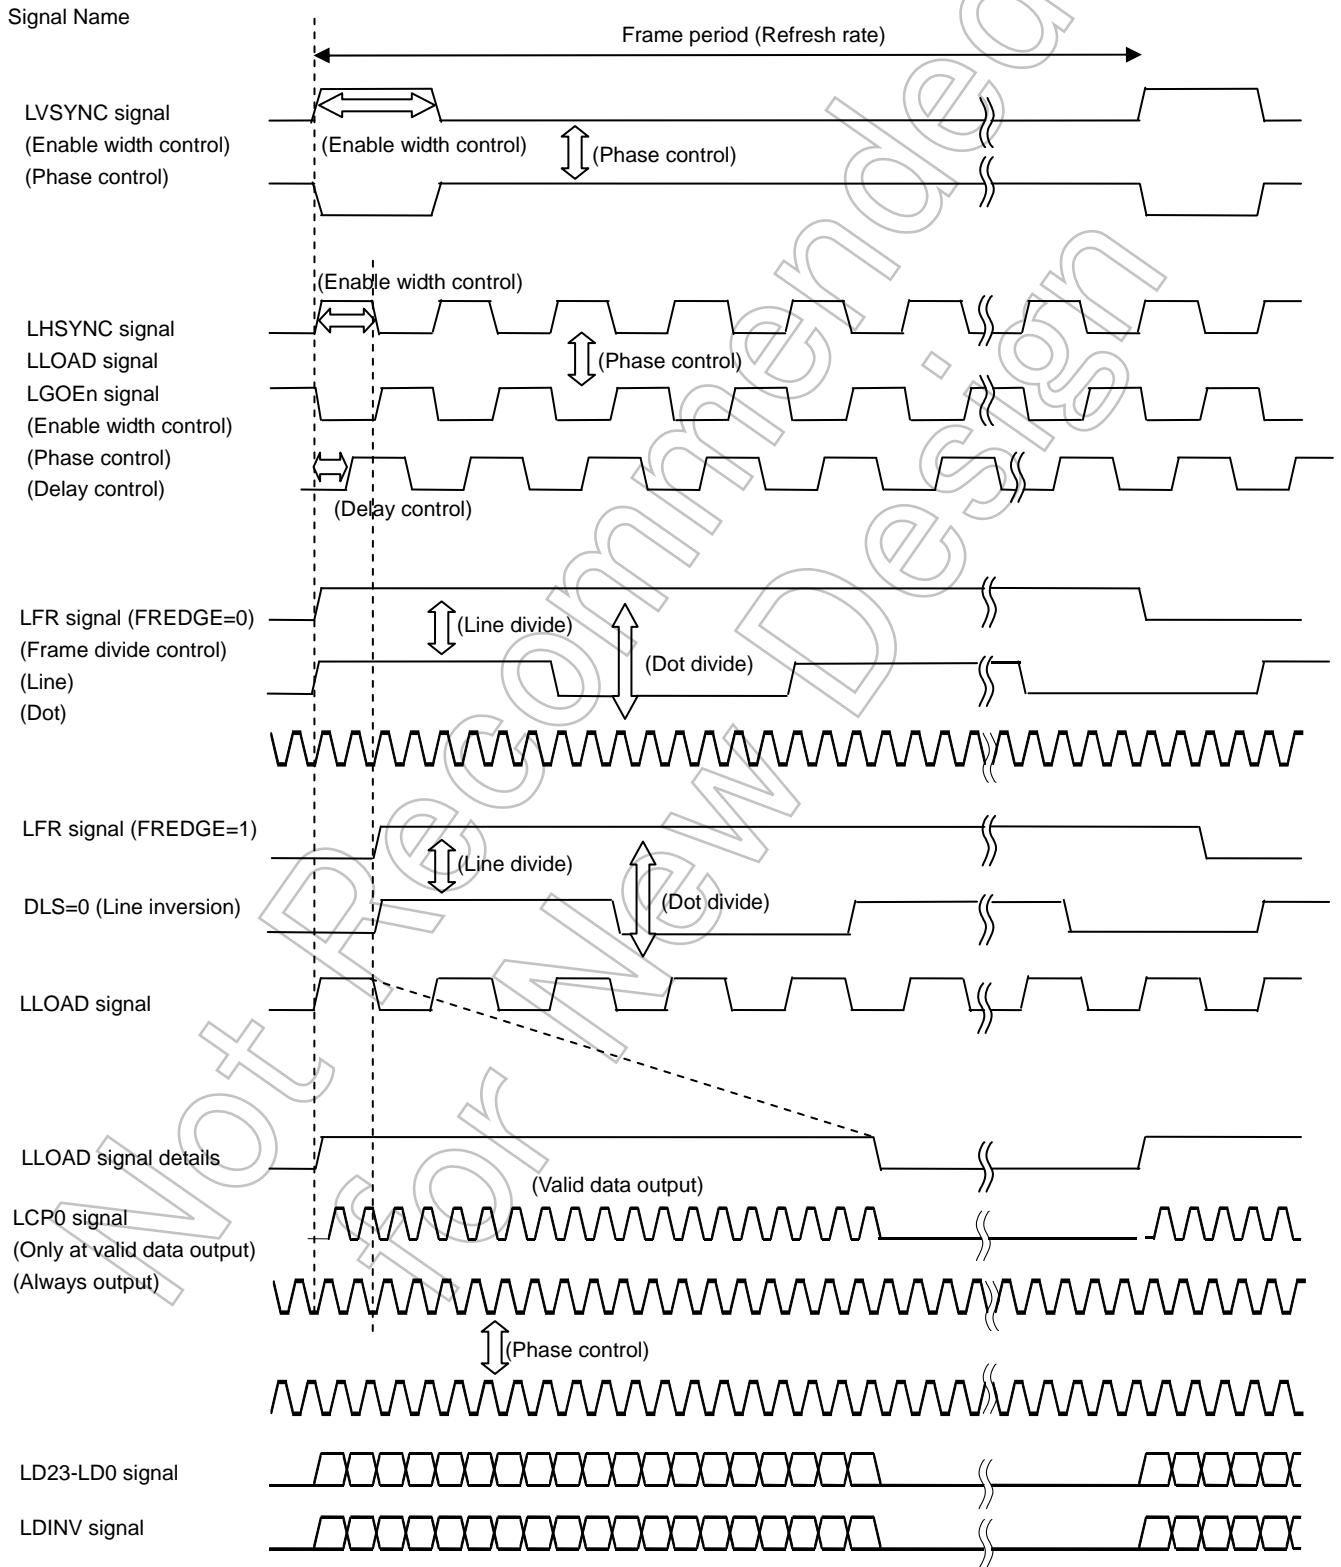 Signal Name
Frame period (Refresh rate)
LVSYNC signal
(Enable width control)
(Phase control)
(Enable width control)
(Phase control)
(Enable width control)
LHSYNC signal
LLOAD signal
LGOEn signal
(Enable width control)
(Phase control)
(Delay control)
(Phase control)
(Delay control)
LFR signal (FREDGE=0)
(Frame divide control)
(Line)
(Dot)
(Line divide)
(Dot divide)
LFR signal (FREDGE=1)
(Line divide)
DLS=0 (Line inversion)
(Dot divide)
LLOAD signal
LLOAD signal details
(Valid data output)
LCP0 signal
(Only at valid data output)
(Always output)
(Phase control)
LD23-LD0 signal
LDINV signal
Not Recommended
for New Design